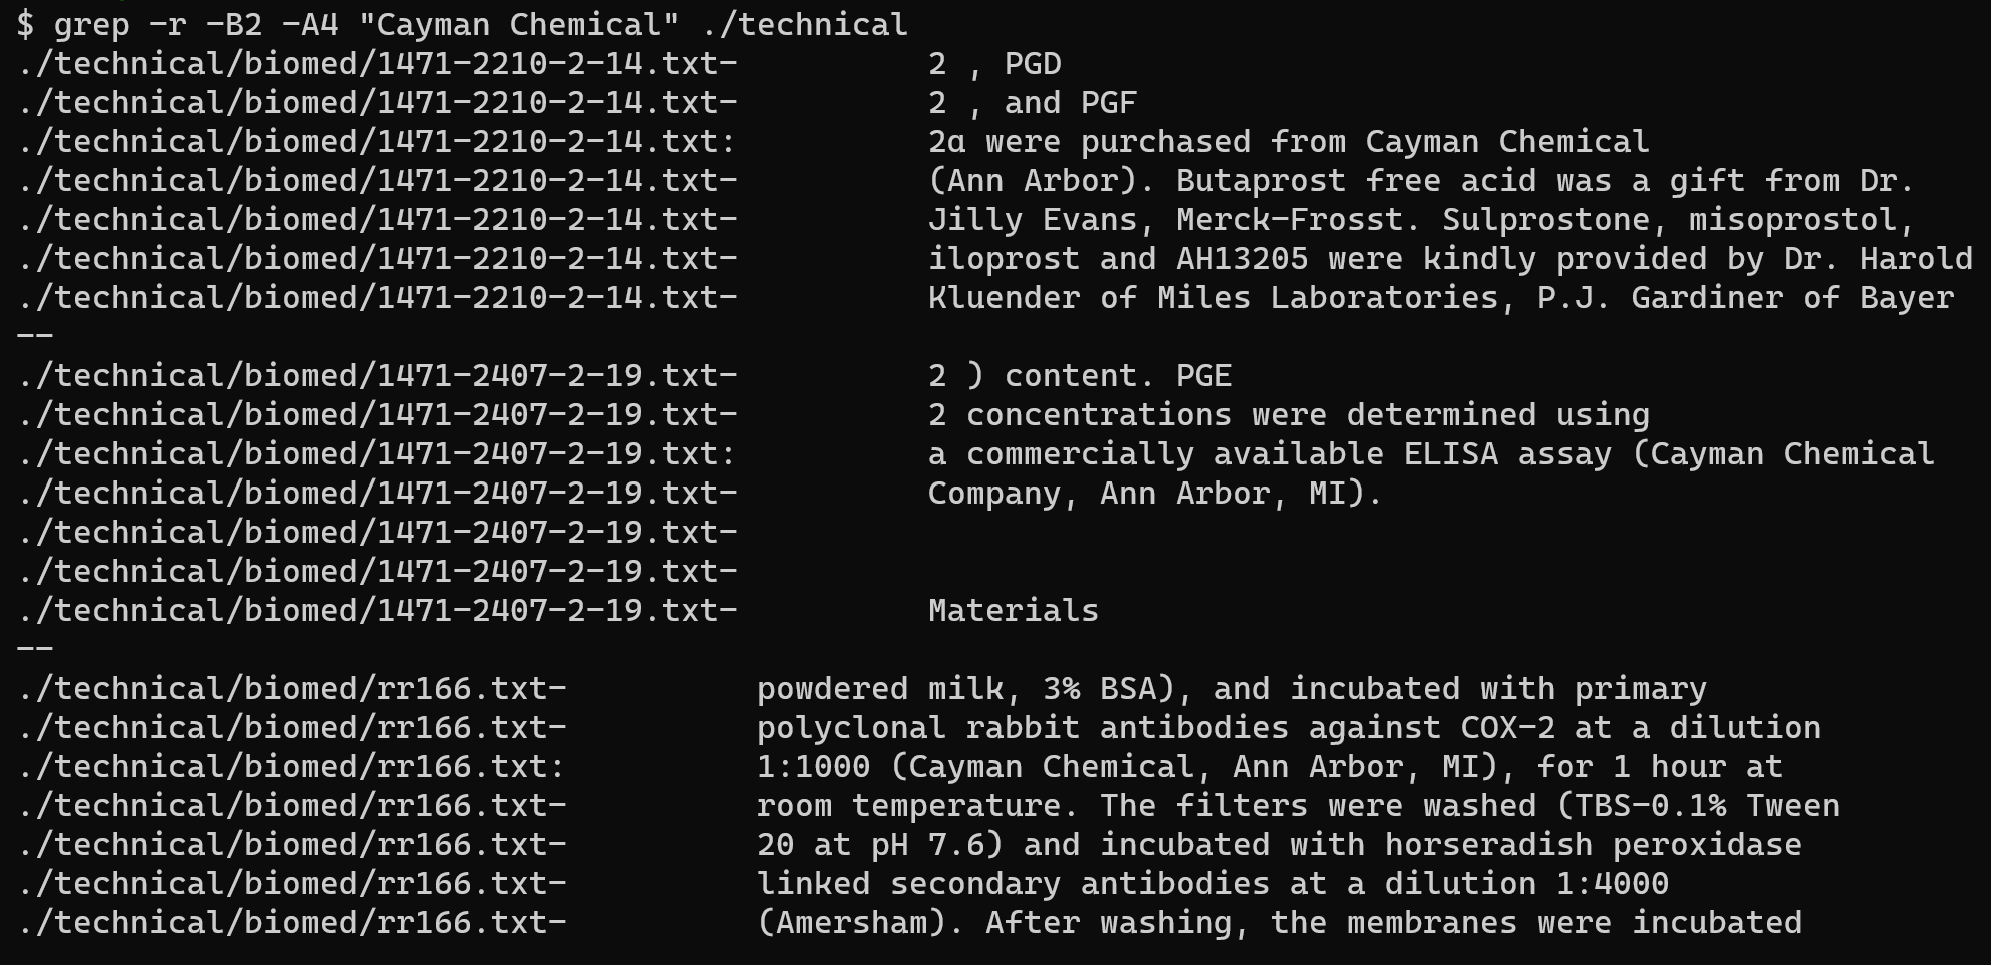 $ grep -r -B2 -A4 "Cayman Chemical" ./technical
./technical/biomed/1471-2210-2-14.txt-          2 , PGD
./technical/biomed/1471-2210-2-14.txt-          2 , and PGF
./technical/biomed/1471-2210-2-14.txt:          2α were purchased from Cayman Chemical
./technical/biomed/1471-2210-2-14.txt-          (Ann Arbor). Butaprost free acid was a gift from Dr.
./technical/biomed/1471-2210-2-14.txt-          Jilly Evans, Merck-Frosst. Sulprostone, misoprostol,
./technical/biomed/1471-2210-2-14.txt-          iloprost and AH13205 were kindly provided by Dr. Harold
./technical/biomed/1471-2210-2-14.txt-          Kluender of Miles Laboratories, P.J. Gardiner of Bayer
--
./technical/biomed/1471-2407-2-19.txt-          2 ) content. PGE
./technical/biomed/1471-2407-2-19.txt-          2 concentrations were determined using
./technical/biomed/1471-2407-2-19.txt:          a commercially available ELISA assay (Cayman Chemical
./technical/biomed/1471-2407-2-19.txt-          Company, Ann Arbor, MI).
./technical/biomed/1471-2407-2-19.txt-
./technical/biomed/1471-2407-2-19.txt-
./technical/biomed/1471-2407-2-19.txt-          Materials
--
./technical/biomed/rr166.txt-          powdered milk, 3% BSA), and incubated with primary
./technical/biomed/rr166.txt-          polyclonal rabbit antibodies against COX-2 at a dilution
./technical/biomed/rr166.txt:          1:1000 (Cayman Chemical, Ann Arbor, MI), for 1 hour at
./technical/biomed/rr166.txt-          room temperature. The filters were washed (TBS-0.1% Tween
./technical/biomed/rr166.txt-          20 at pH 7.6) and incubated with horseradish peroxidase
./technical/biomed/rr166.txt-          linked secondary antibodies at a dilution 1:4000
./technical/biomed/rr166.txt-          (Amersham). After washing, the membranes were incubated